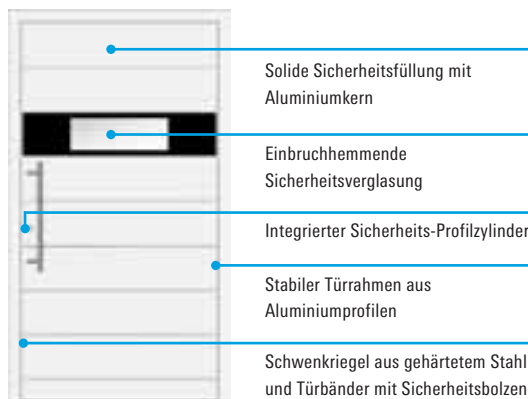 Solide Sicherheitsfüllung mit
Aluminiumkern
Einbruchhemmende
Sicherheitsverglasung
Integrierter Sicherheits-Profilzylinder
Stabiler Türrahmen aus
Aluminiumprofilen
Schwenkriegel aus gehärtetem Stahl
und Türbänder mit Sicherheitsbolzen